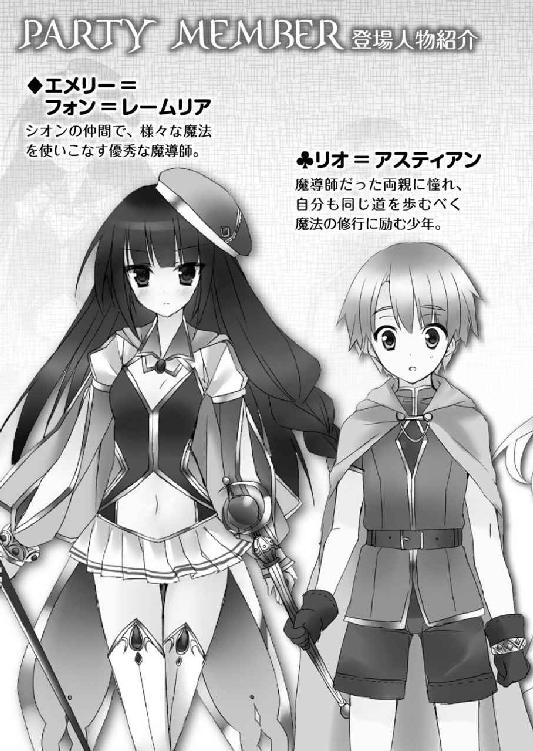 PARTY MEMBER 登場人物紹介
◆エメリー＝
フォン＝レームリア
シオンの仲間で、様々な魔法
を使いこなす優秀な魔導師。
♣リオ＝アスティアン
魔導師だった両親に憧れ、
自分も同じ道を歩むべく
魔法の修行に励む少年。